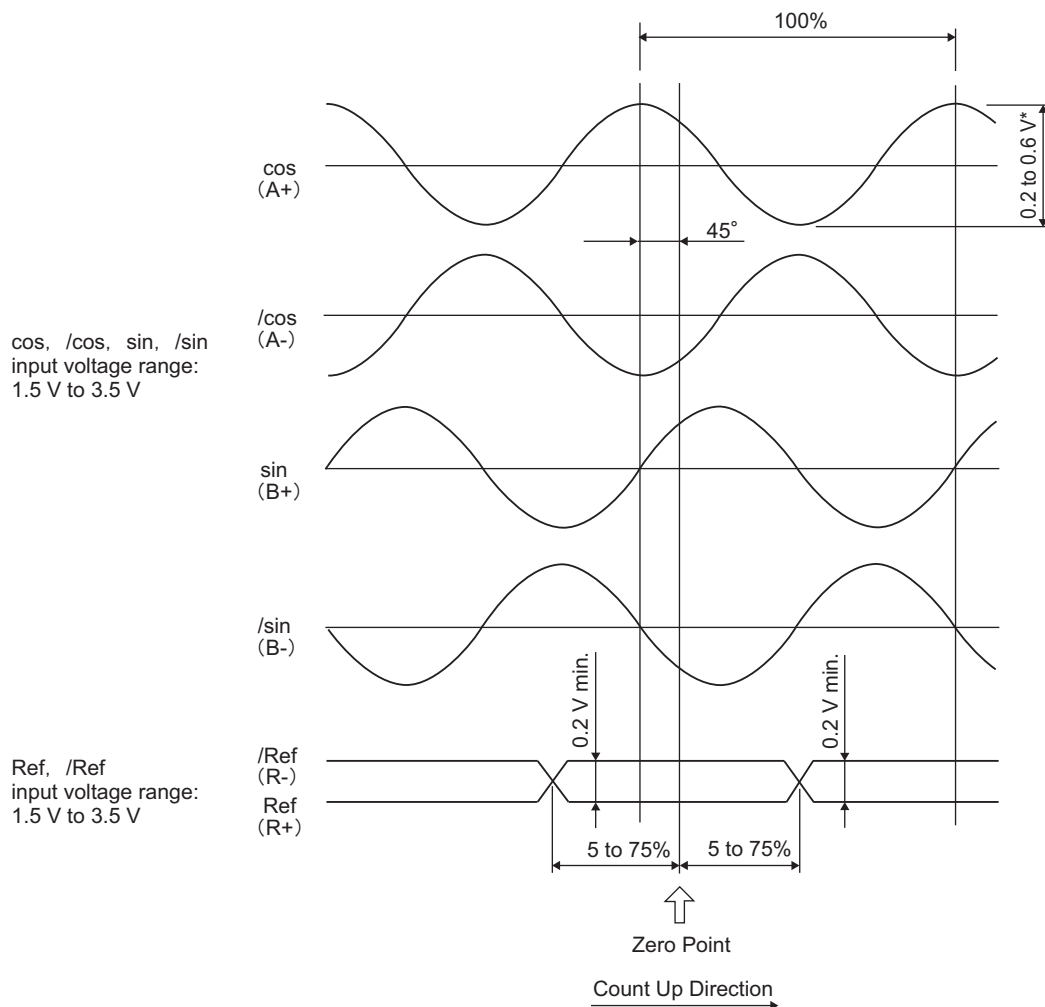 100%
0.2 to 0.6 V*
cos
(A+)
45°
/cos
(A-)
cos, /cos, sin, /sin
input voltage range:
1.5 V to 3.5 V
sin
(B+)
/sin
(B-)
0.2 V min.
0.2 V min.
/Ref
(R-)
Ref, /Ref
input voltage range:
1.5 V to 3.5 V
Ref
(R+)
5 to 75%
5 to 75%
Zero Point
Count Up Direction